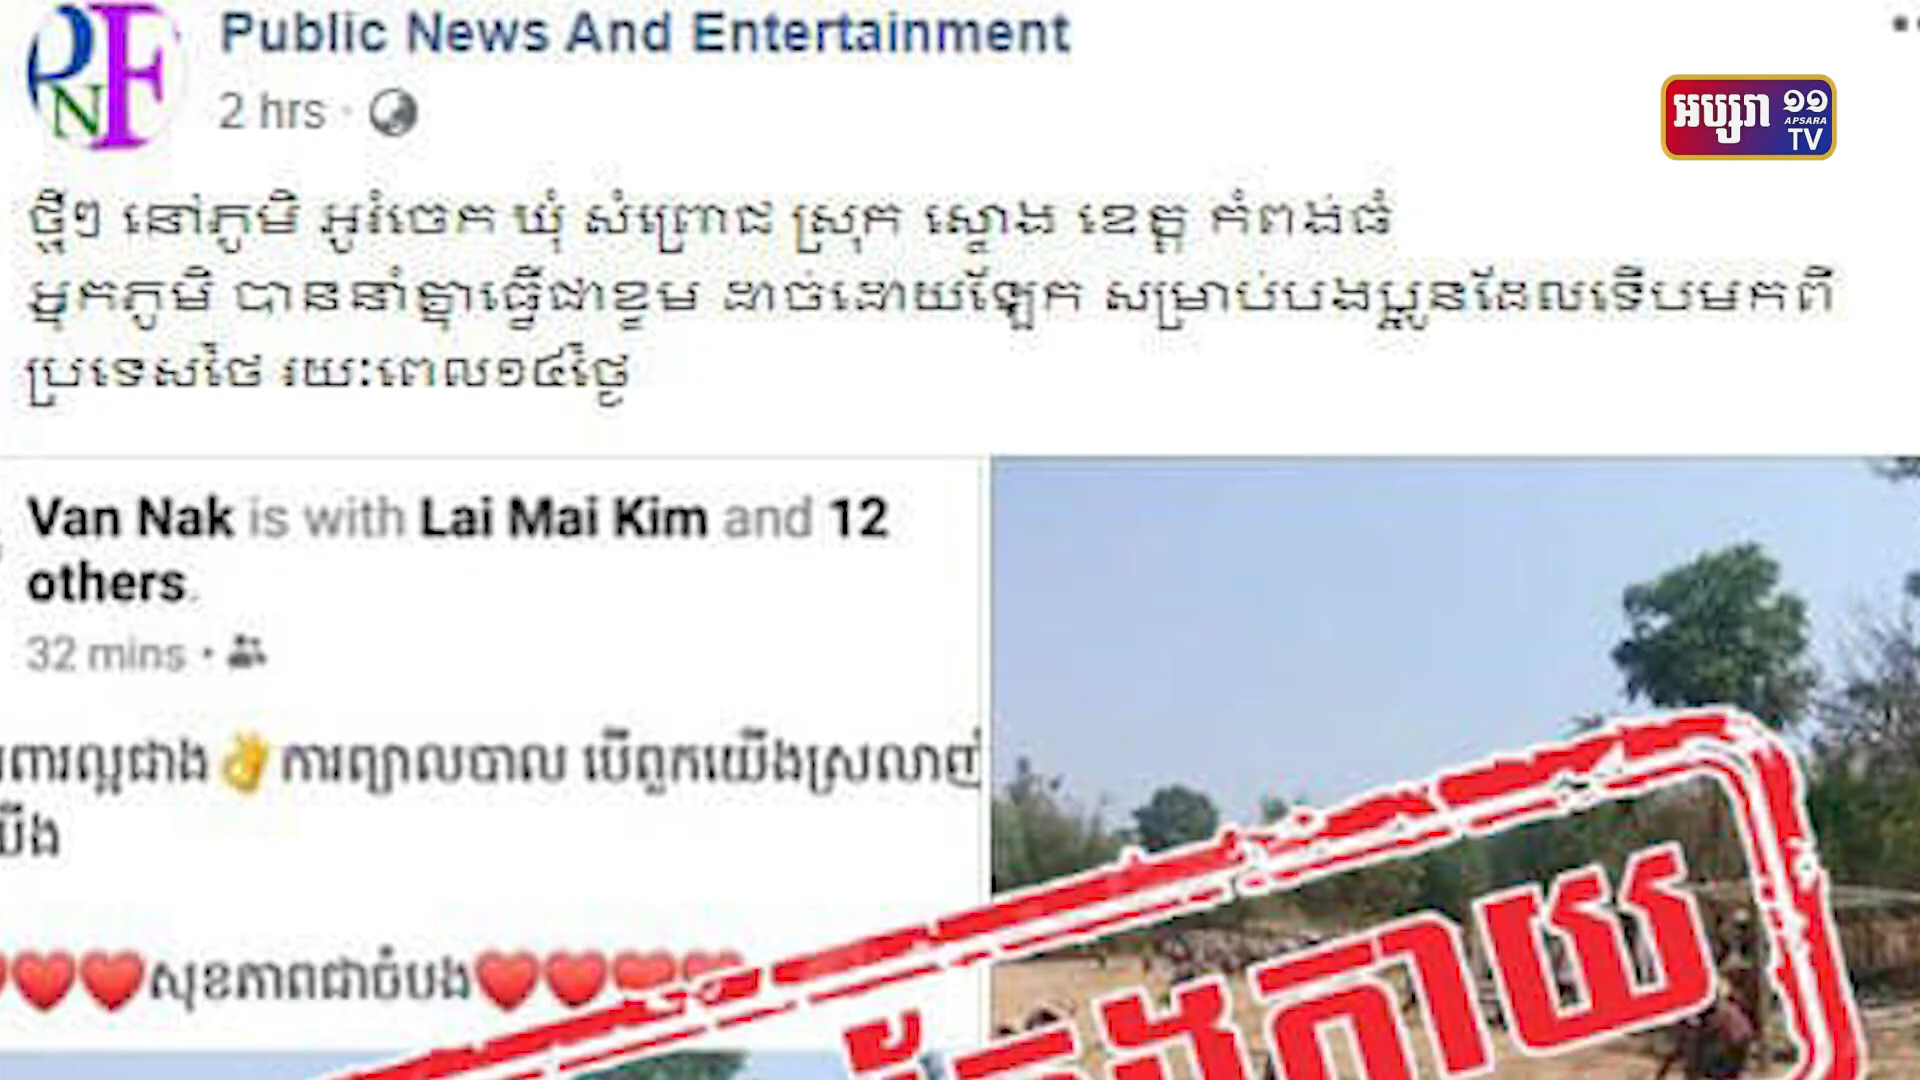 Public News And Entertainment
2 hrs
អប្សរា ១១
APSARA
TV
ថ្មីៗ នៅភូមិ អូរំចេក ឃុំ សំព្រោជ ស្រុក ស្ទោង ខេត្ត កំពង់ធំ
អ្នកភូមិ បាននាំគ្នាធ្វើជាខ្ទម ដាច់ដោយឡែក សម្រាប់បងប្អូនដែលទើបមកពី
ប្រទេសថៃ រយៈពេល១៤ថ្ងៃ
Van Nak is with Lai Mai Kim and 12
others.
32 mins
រពារល្អជាង👌ការព្យាលបាល បើពួកយើងស្រលាញ់
យើង
❤❤សុខភាពជាចំបង❤❤❤❤
ក្លែងកាយ